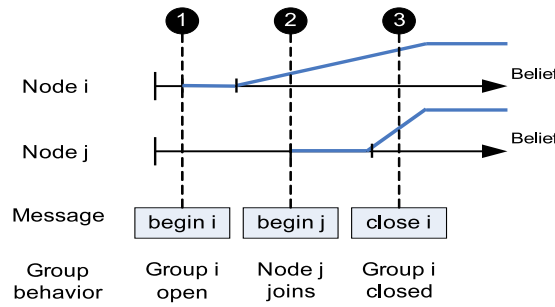 1 2 3
Node i
Belief
Node j
Belief
Message begin i begin j close i
Group behavior Group i open Node j joins Group i closed